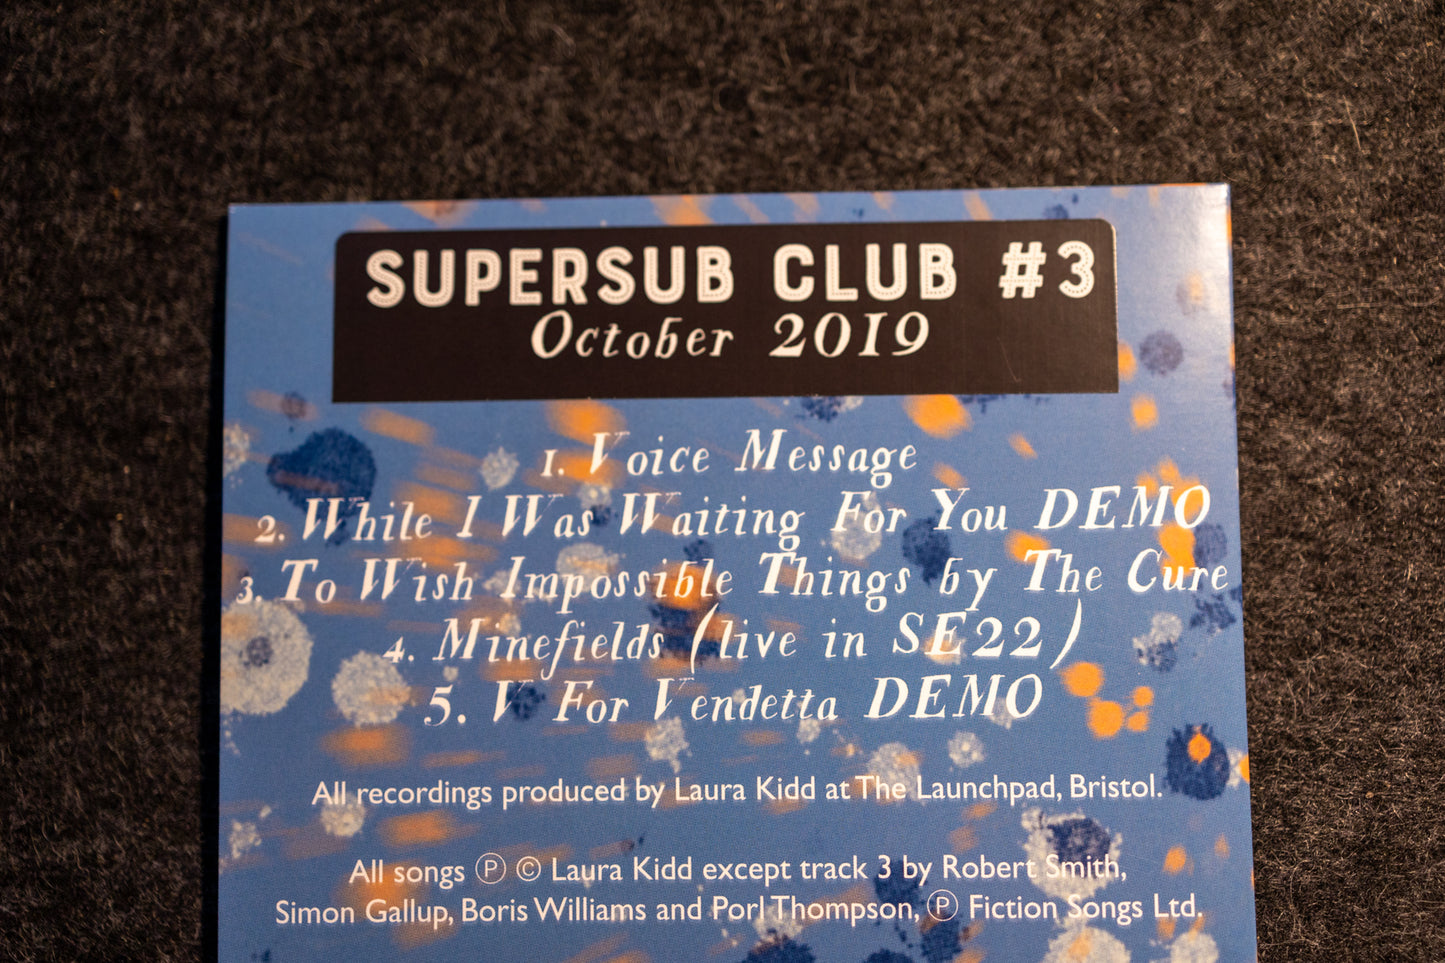 SUPERSUB CLUB #3
October 2019
1. Voice Message
2. While I Was Waiting For You DEMO
3. To Wish Impossible Things by The Cure
4. Minefields (live in SE22)
5. V For Vendetta DEMO
All recordings produced by Laura Kidd at The Launchpad, Bristol.
All songs Ⓟ © Laura Kidd except track 3 by Robert Smith,
Simon Gallup, Boris Williams and Porl Thompson, Ⓟ Fiction Songs Ltd.